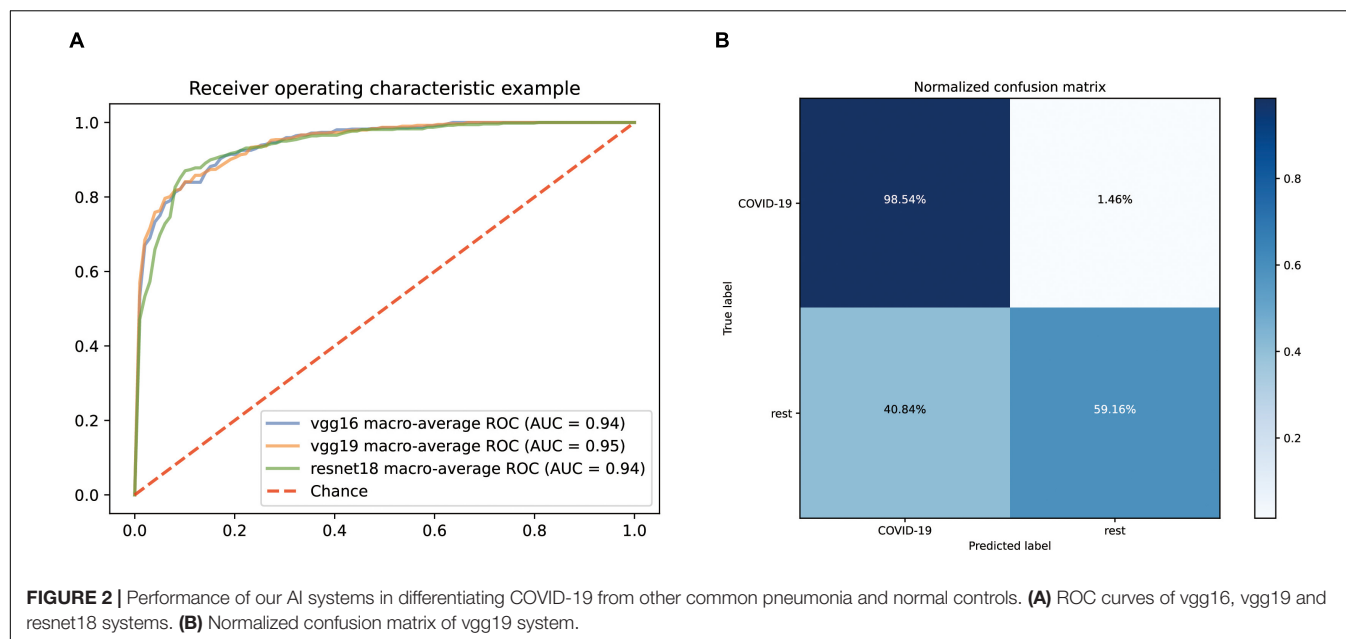 A
Receiver operating characteristic example
1.0
0.8
0.6
0.4
0.2
0.0
0.0 0.2 0.4 0.6 0.8 1.0
vgg16 macro-average ROC (AUC = 0.94)
vgg19 macro-average ROC (AUC = 0.95)
resnet18 macro-average ROC (AUC = 0.94)
Chance
B
Normalized confusion matrix
True label
COVID-19
98.54% 1.46%
rest
40.84% 59.16%
COVID-19 rest
Predicted label
0.8
0.6
0.4
0.2
FIGURE 2 | Performance of our AI systems in differentiating COVID-19 from other common pneumonia and normal controls. (A) ROC curves of vgg16, vgg19 and
resnet18 systems. (B) Normalized confusion matrix of vgg19 system.